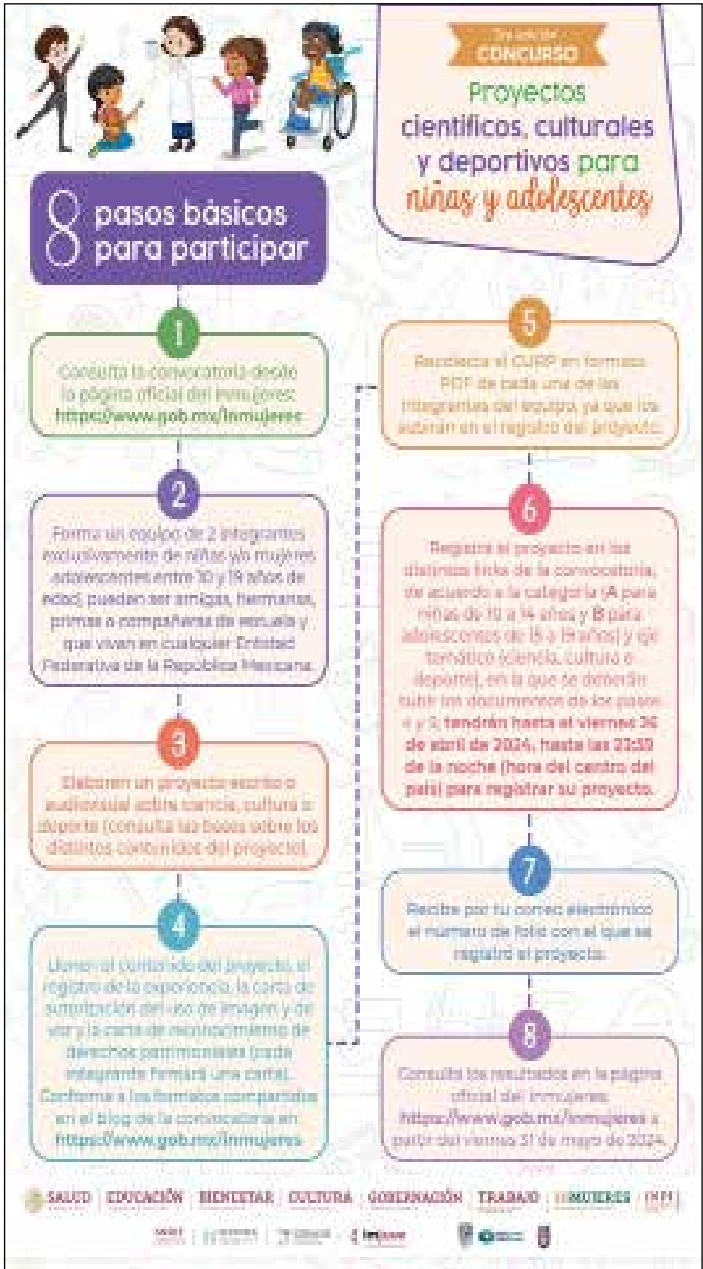 3ra edición
CONCURSO
Proyectos
científicos, culturales
y deportivos para
niñas y adolescentes
8 pasos básicos
para participar
1
Consulta la convocatoria desde
la página oficial del Inmujeres:
https://www.gob.mx/inmujeres
2
Forma un equipo de 2 integrantes
exclusivamente de niñas y/o mujeres
adolescentes entre 10 y 19 años de
edad, pueden ser amigas, hermanas,
primas o compañeras de escuela y
que vivan en cualquier Entidad
Federativa de la República Mexicana.
3
Elaboren un proyecto escrito o
audiovisual sobre ciencia, cultura o
deporte (consulta las bases sobre los
distintos contenidos del proyecto).
4
Llenen el contenido del proyecto, el
registro de la experiencia, la carta de
autorización del uso de imagen y de
voz y la carta de reconocimiento de
derechos patrimoniales (cada
integrante firmará una carta).
Conforme a los formatos compartidos
en el blog de la convocatoria en
https://www.gob.mx/inmujeres
5
Recolecta el CURP en formato
PDF de cada una de las
integrantes del equipo, ya que los
subirán en el registro del proyecto.
6
Registra el proyecto en los
distintos links de la convocatoria,
de acuerdo a la categoría (A para
niñas de 10 a 14 años y B para
adolescentes de 15 a 19 años) y eje
temático (ciencia, cultura o
deporte), en la que se deberán
subir los documentos de los pasos
4 y 5; tendrán hasta el viernes 26
de abril de 2024, hasta las 23:59
de la noche (hora del centro del
país) para registrar su proyecto.
7
Recibe por tu correo electrónico
el número de folio con el que se
registró el proyecto.
8
Consulta los resultados en la página
oficial del Inmujeres:
https://www.gob.mx/inmujeres a
partir del viernes 31 de mayo de 2024.
SALUD EDUCACIÓN BIENESTAR CULTURA GOBERNACIÓN TRABAJO INMUJERES INPI
imjuve